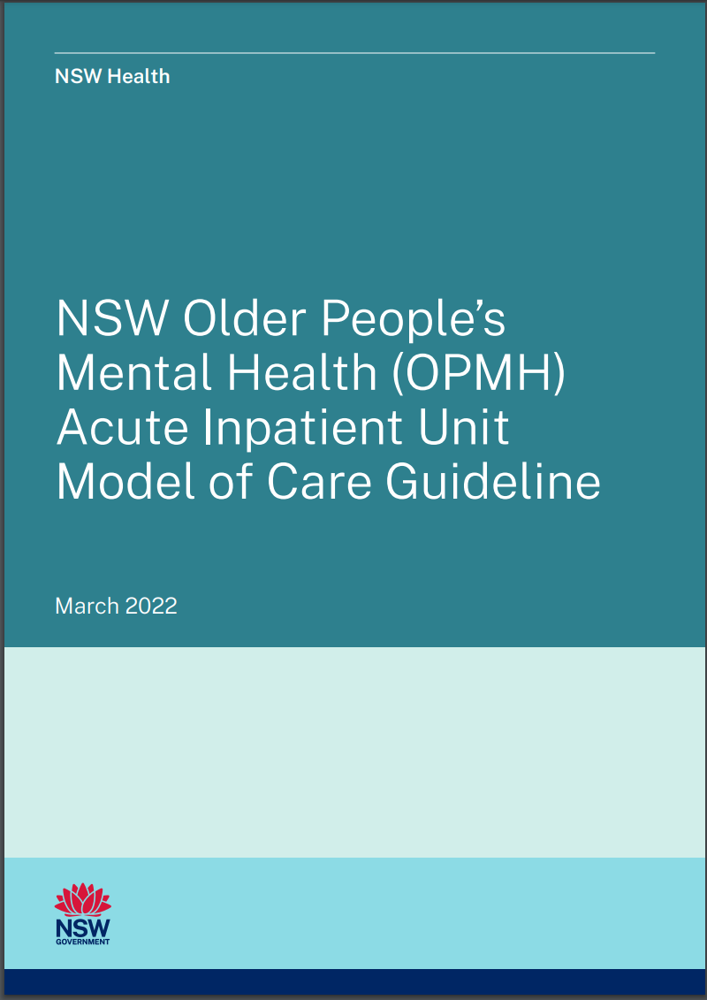 NSW Health
NSW Older People’s
Mental Health (OPMH)
Acute Inpatient Unit
Model of Care Guideline
March 2022
NSW
GOVERNMENT